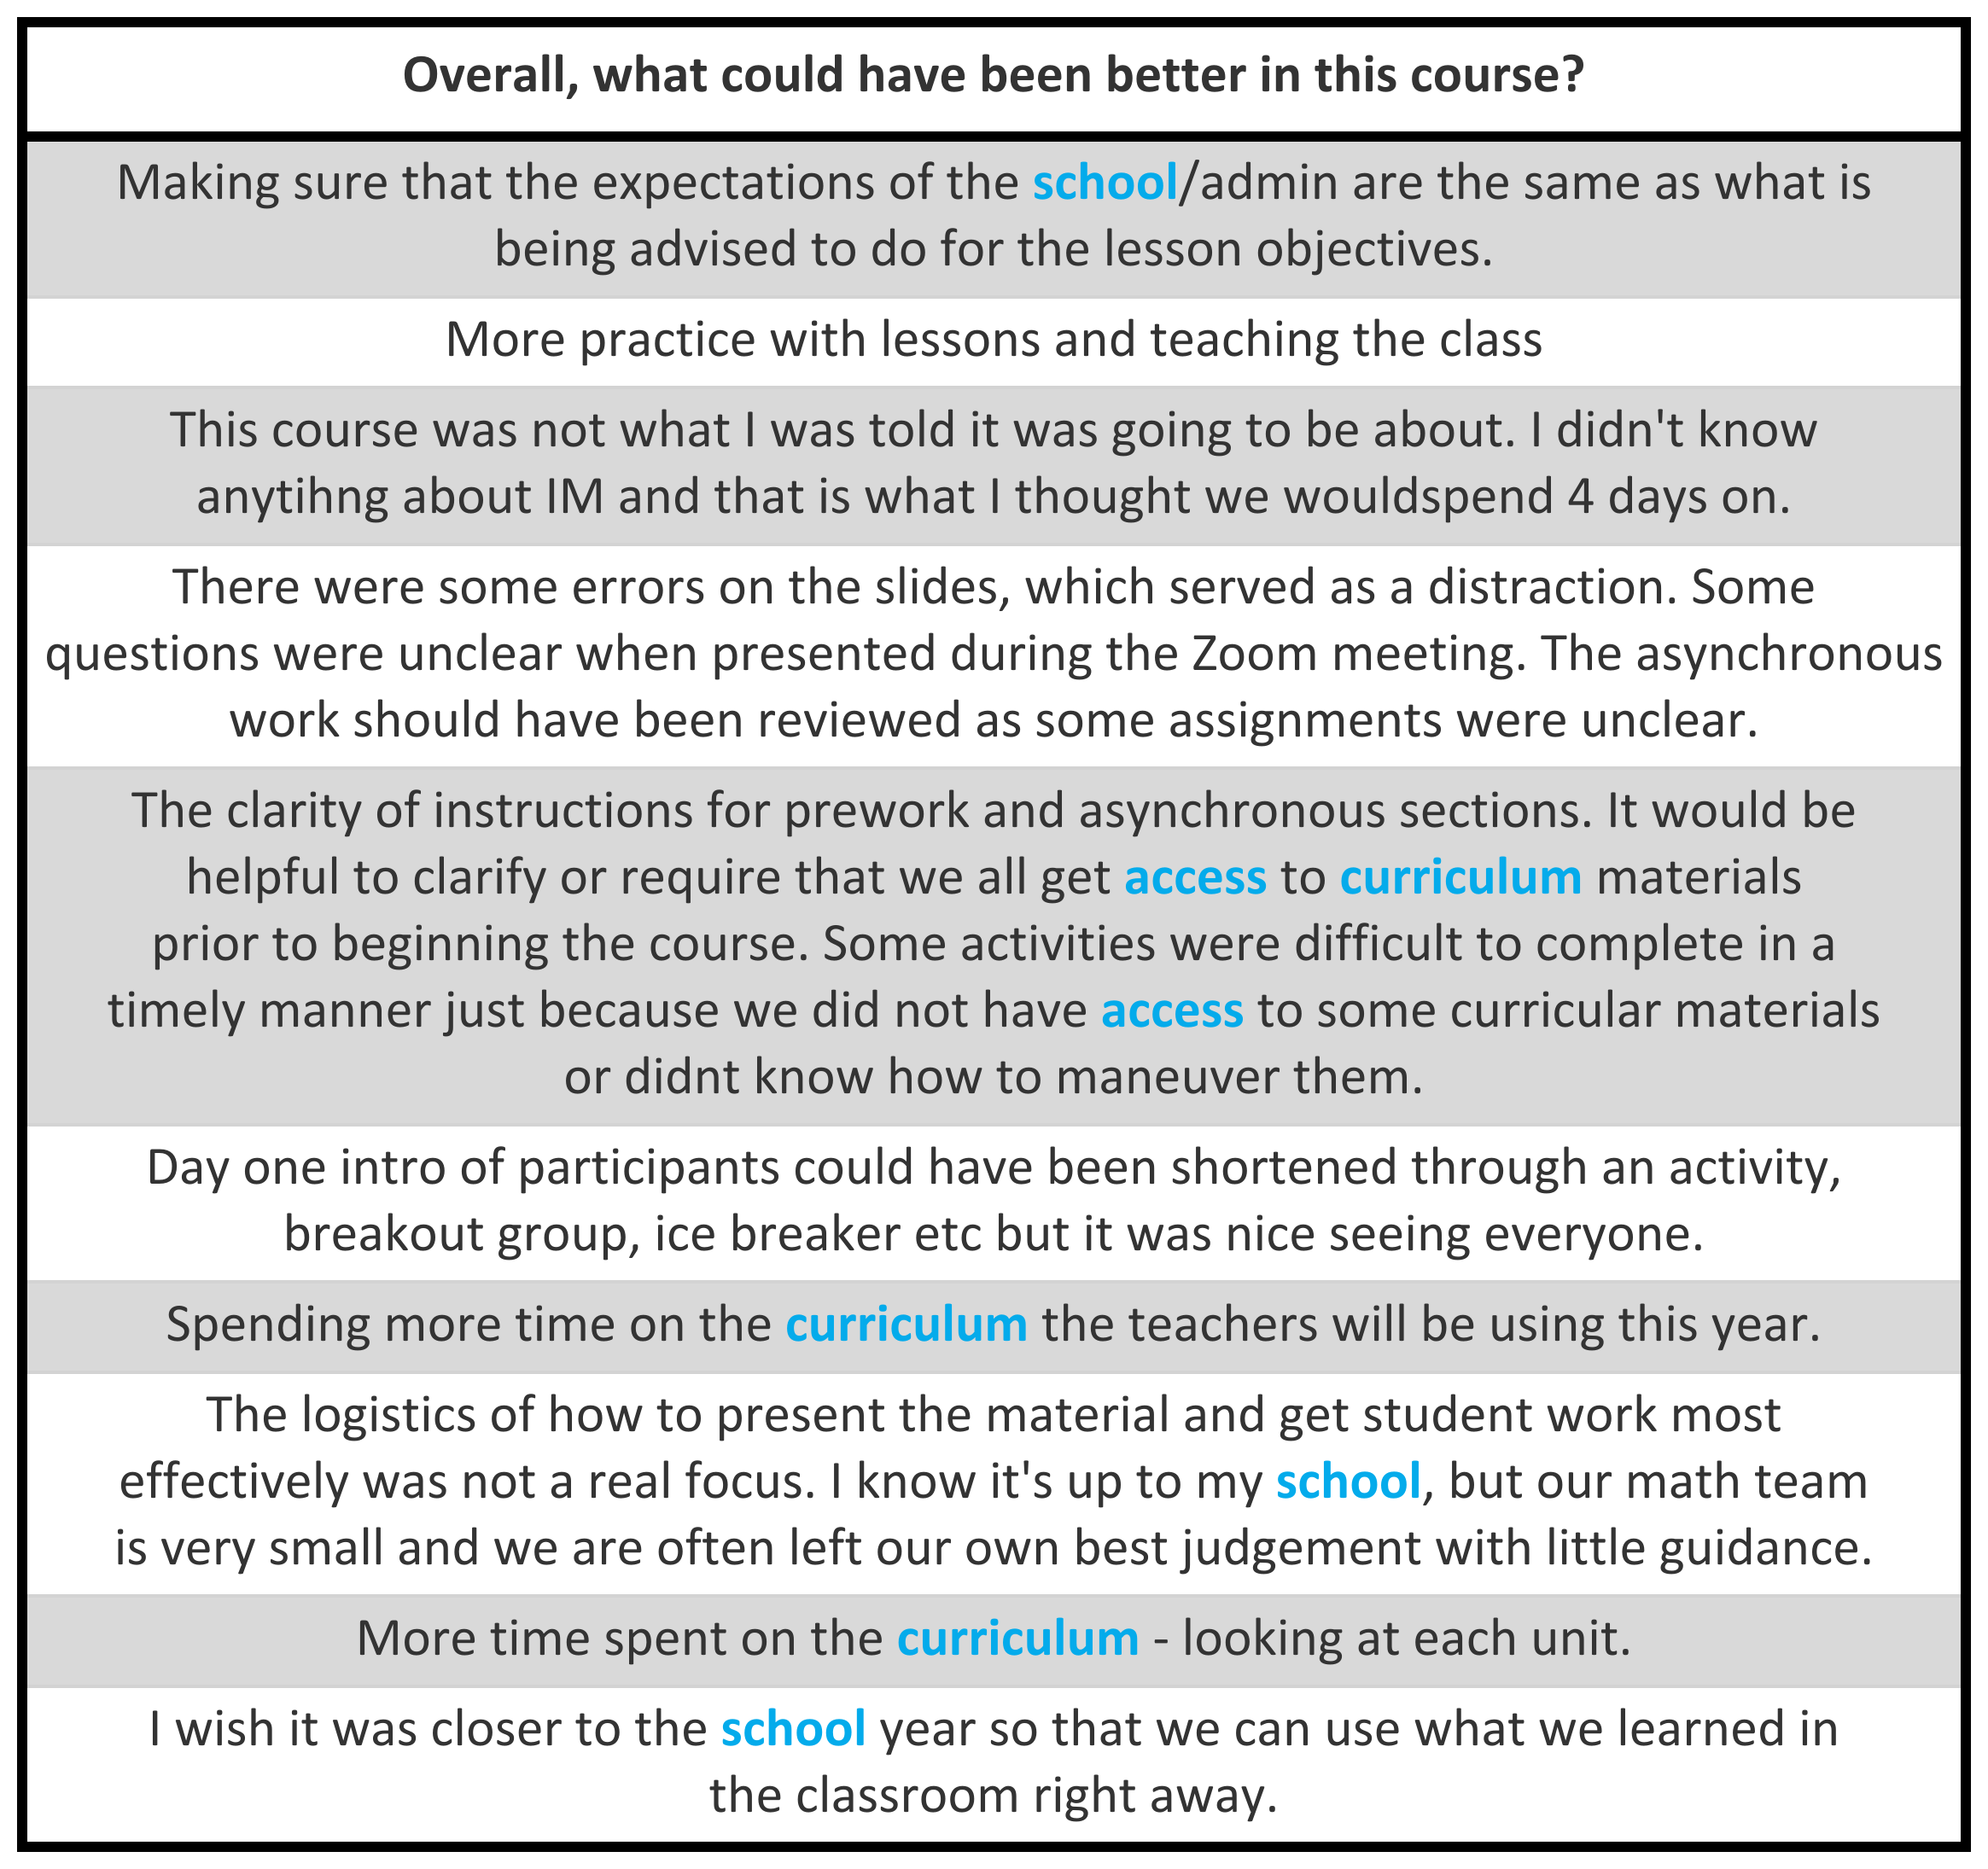 Overall, what could have been better in this course?
Making sure that the expectations of the school/admin are the same as what is
being advised to do for the lesson objectives.
More practice with lessons and teaching the class
This course was not what I was told it was going to be about. I didn't know
anytihng about IM and that is what I thought we wouldspend 4 days on.
There were some errors on the slides, which served as a distraction. Some
questions were unclear when presented during the Zoom meeting. The asynchronous
work should have been reviewed as some assignments were unclear.
The clarity of instructions for prework and asynchronous sections. It would be
helpful to clarify or require that we all get access to curriculum materials
prior to beginning the course. Some activities were difficult to complete in a
timely manner just because we did not have access to some curricular materials
or didnt know how to maneuver them.
Day one intro of participants could have been shortened through an activity,
breakout group, ice breaker etc but it was nice seeing everyone.
Spending more time on the curriculum the teachers will be using this year.
The logistics of how to present the material and get student work most
effectively was not a real focus. I know it's up to my school, but our math team
is very small and we are often left our own best judgement with little guidance.
More time spent on the curriculum - looking at each unit.
I wish it was closer to the school year so that we can use what we learned in
the classroom right away.